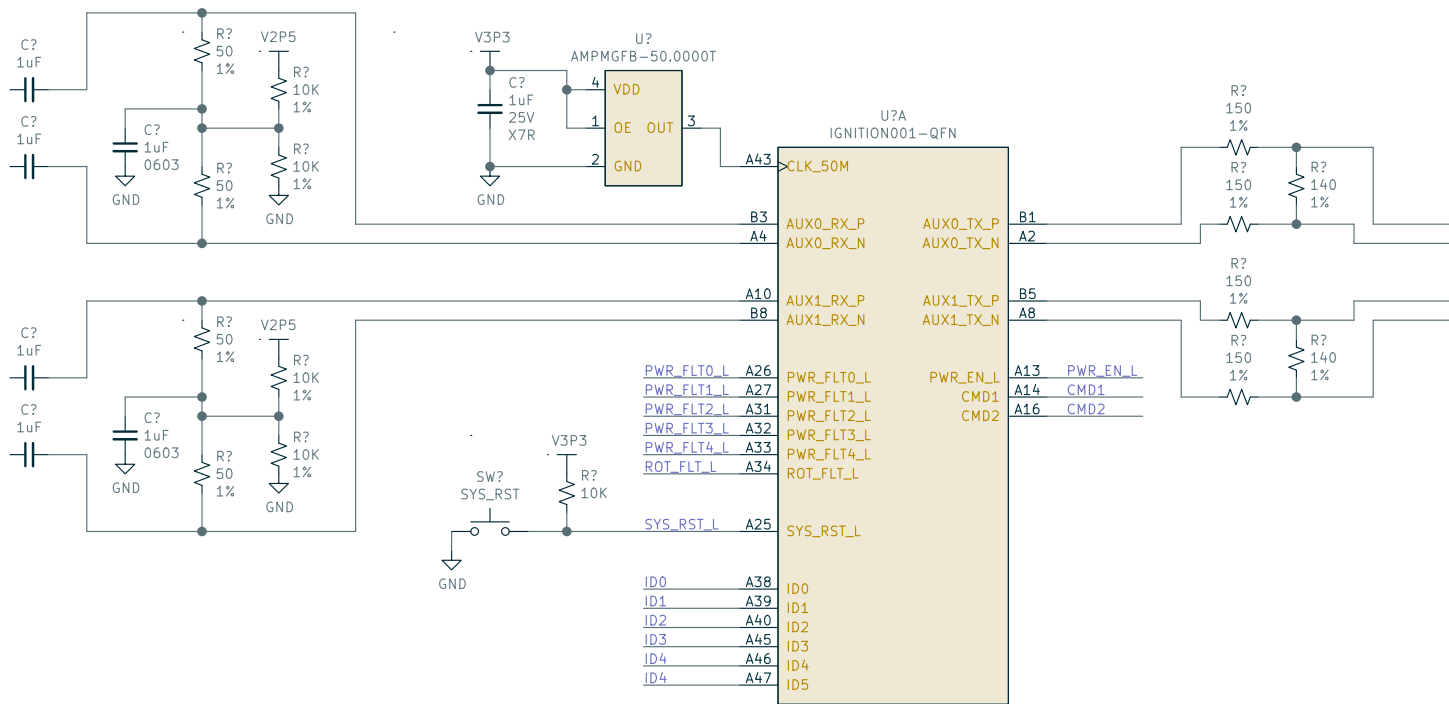 C?
1uF
C?
1uF
R?
50
1%
V2P5
R?
10K
1%
C?
1uF
0603
GND
R?
50
1%
R?
10K
1%
GND
V3P3
C?
1uF
25V
X7R
GND
U?
AMPMGFB-50.0000T
4 VDD
1 OE OUT 3
2 GND
U?A
IGNITION001-QFN
A43 CLK_50M
B3 AUX0_RX_P AUX0_TX_P B1
A4 AUX0_RX_N AUX0_TX_N A2
A10 AUX1_RX_P AUX1_TX_P B5
B8 AUX1_RX_N AUX1_TX_N A8
PWR_FLT0_L A26 PWR_FLT0_L PWR_EN_L A13 PWR_EN_L
PWR_FLT1_L A27 PWR_FLT1_L CMD1 A14 CMD1
PWR_FLT2_L A31 PWR_FLT2_L CMD2 A16 CMD2
PWR_FLT3_L A32 PWR_FLT3_L
PWR_FLT4_L A33 PWR_FLT4_L
ROT_FLT_L A34 ROT_FLT_L
SYS_RST_L A25 SYS_RST_L
ID0 A38 ID0
ID1 A39 ID1
ID2 A40 ID2
ID3 A45 ID3
ID4 A46 ID4
ID4 A47 ID5
R?
150
1%
R?
150
1%
R?
140
1%
R?
150
1%
R?
150
1%
R?
140
1%
C?
1uF
C?
1uF
R?
50
1%
V2P5
R?
10K
1%
C?
1uF
0603
GND
R?
50
1%
R?
10K
1%
GND
V3P3
R?
10K
SW?
SYS_RST
GND